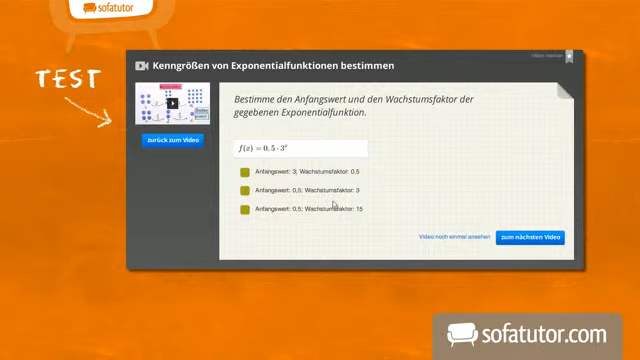 sofatutor
TEST
Kenngrößen von Exponentialfunktionen bestimmen
Bestimme den Anfangswert und den Wachstumsfaktor der
gegebenen Exponentialfunktion.
f(x) = 0,5 · 3^x
zurück zum Video
Anfangswert: 3; Wachstumsfaktor: 0,5
Anfangswert: 0,5; Wachstumsfaktor: 3
Anfangswert: 0,5; Wachstumsfaktor: 15
Video noch einmal ansehen
zum nächsten Video
sofatutor.com